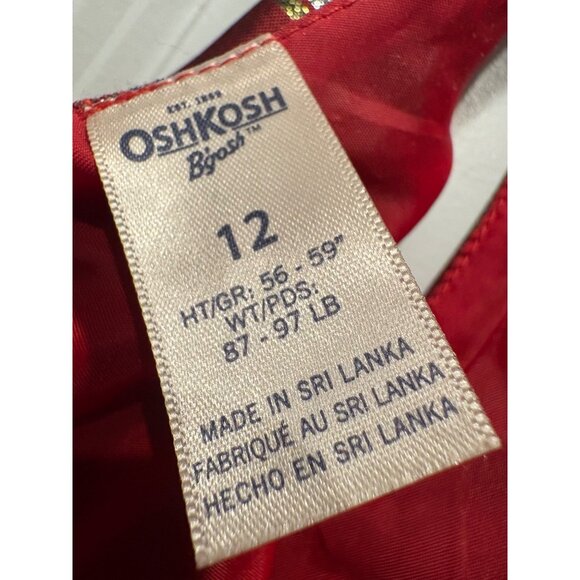 EST. 1895
OSHKOSH
B'gosh™
12
HT/GR: 56 - 59"
WT/PDS:
87 - 97 LB
MADE IN SRI LANKA
FABRIQUÉ AU SRI LANKA
HECHO EN SRI LANKA